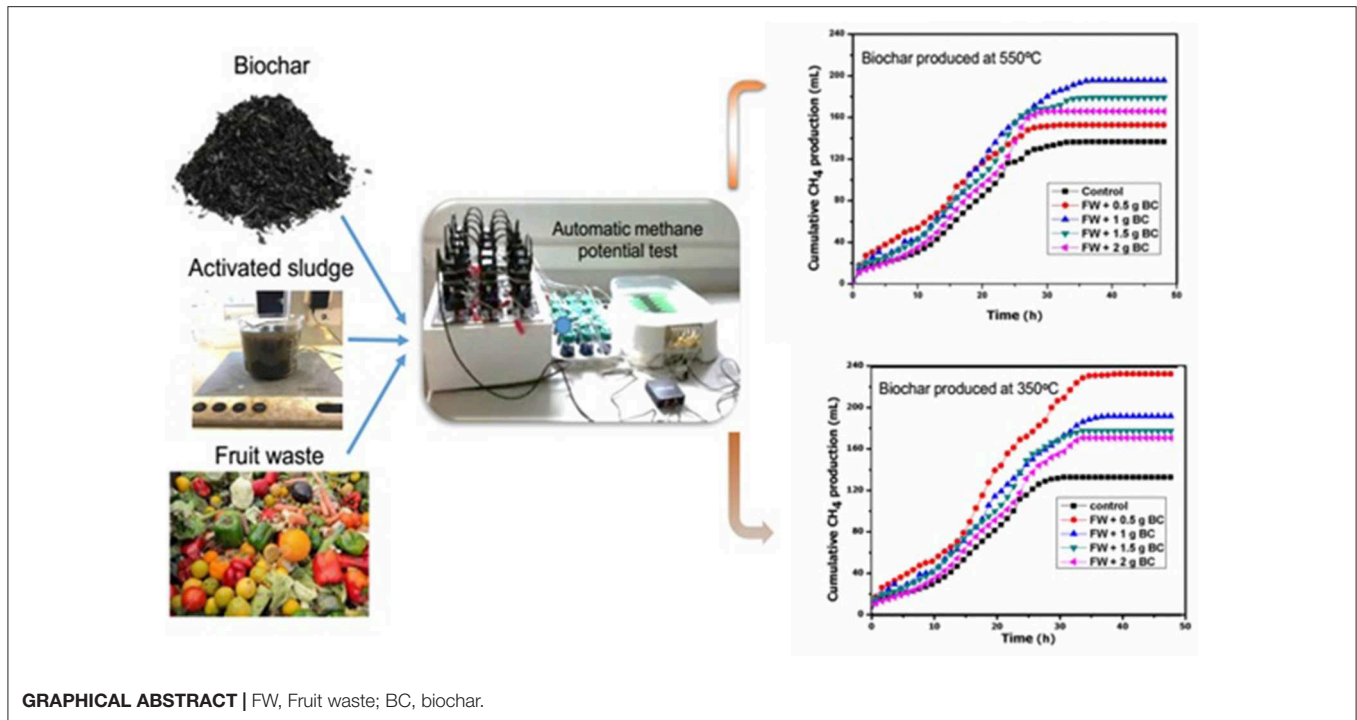 Biochar
Activated sludge
Fruit waste
Automatic methane
potential test
Biochar produced at 550ºC
Cumulative CH4 production (mL)
240
200
160
120
80
40
0
0 10 20 30 40 50
Time (h)
Control
FW + 0.5 g BC
FW + 1 g BC
FW + 1.5 g BC
FW + 2 g BC
Biochar produced at 350ºC
Cumulative CH4 production (mL)
240
200
160
120
80
40
0
0 10 20 30 40 50
Time (h)
control
FW + 0.5 g BC
FW + 1 g BC
FW + 1.5 g BC
FW + 2 g BC
GRAPHICAL ABSTRACT | FW, Fruit waste; BC, biochar.